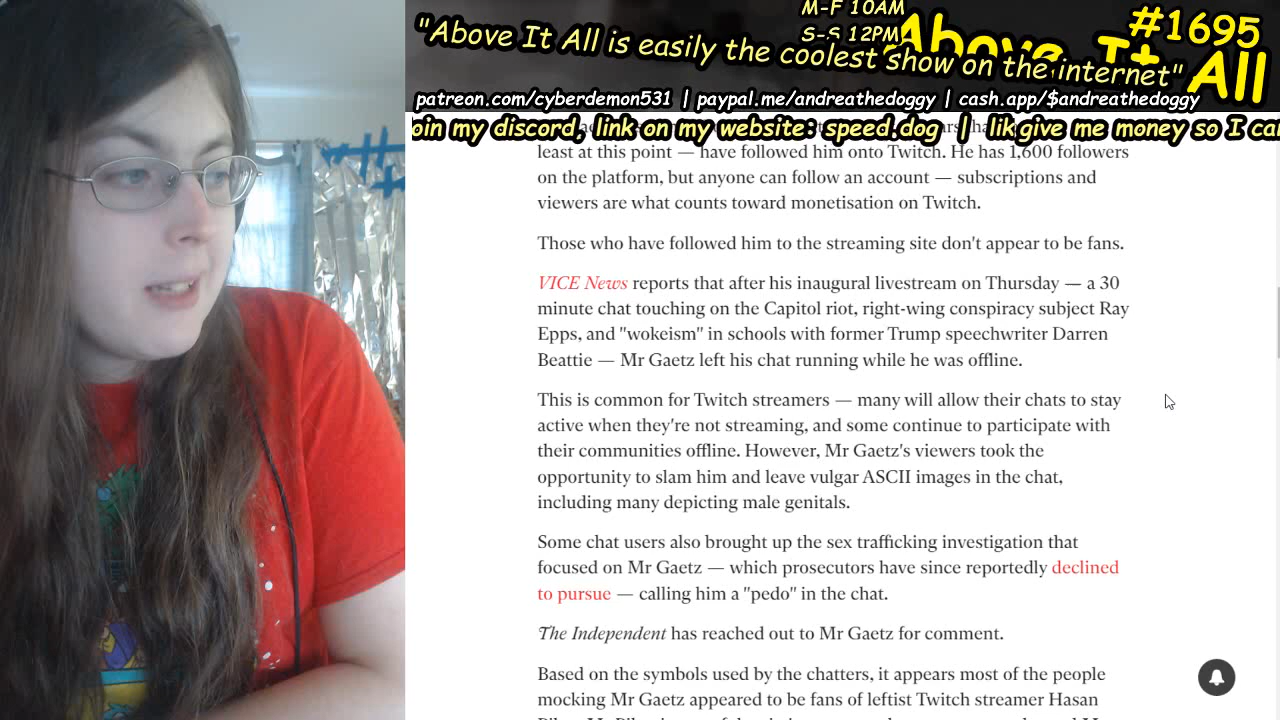 M-F 10AM
S-S 12PM
Above It All
#1695
"Above It All is easily the coolest show on the internet"
patreon.com/cyberdemon531 | paypal.me/andreathedoggy | cash.app/$andreathedoggy
oin my discord, link on my website: speed.dog | lik give me money so I ca
least at this point — have followed him onto Twitch. He has 1,600 followers
on the platform, but anyone can follow an account — subscriptions and
viewers are what counts toward monetisation on Twitch.
Those who have followed him to the streaming site don't appear to be fans.
VICE News reports that after his inaugural livestream on Thursday — a 30
minute chat touching on the Capitol riot, right-wing conspiracy subject Ray
Epps, and "wokeism" in schools with former Trump speechwriter Darren
Beattie — Mr Gaetz left his chat running while he was offline.
This is common for Twitch streamers — many will allow their chats to stay
active when they're not streaming, and some continue to participate with
their communities offline. However, Mr Gaetz's viewers took the
opportunity to slam him and leave vulgar ASCII images in the chat,
including many depicting male genitals.
Some chat users also brought up the sex trafficking investigation that
focused on Mr Gaetz — which prosecutors have since reportedly declined
to pursue — calling him a "pedo" in the chat.
The Independent has reached out to Mr Gaetz for comment.
Based on the symbols used by the chatters, it appears most of the people
mocking Mr Gaetz appeared to be fans of leftist Twitch streamer Hasan